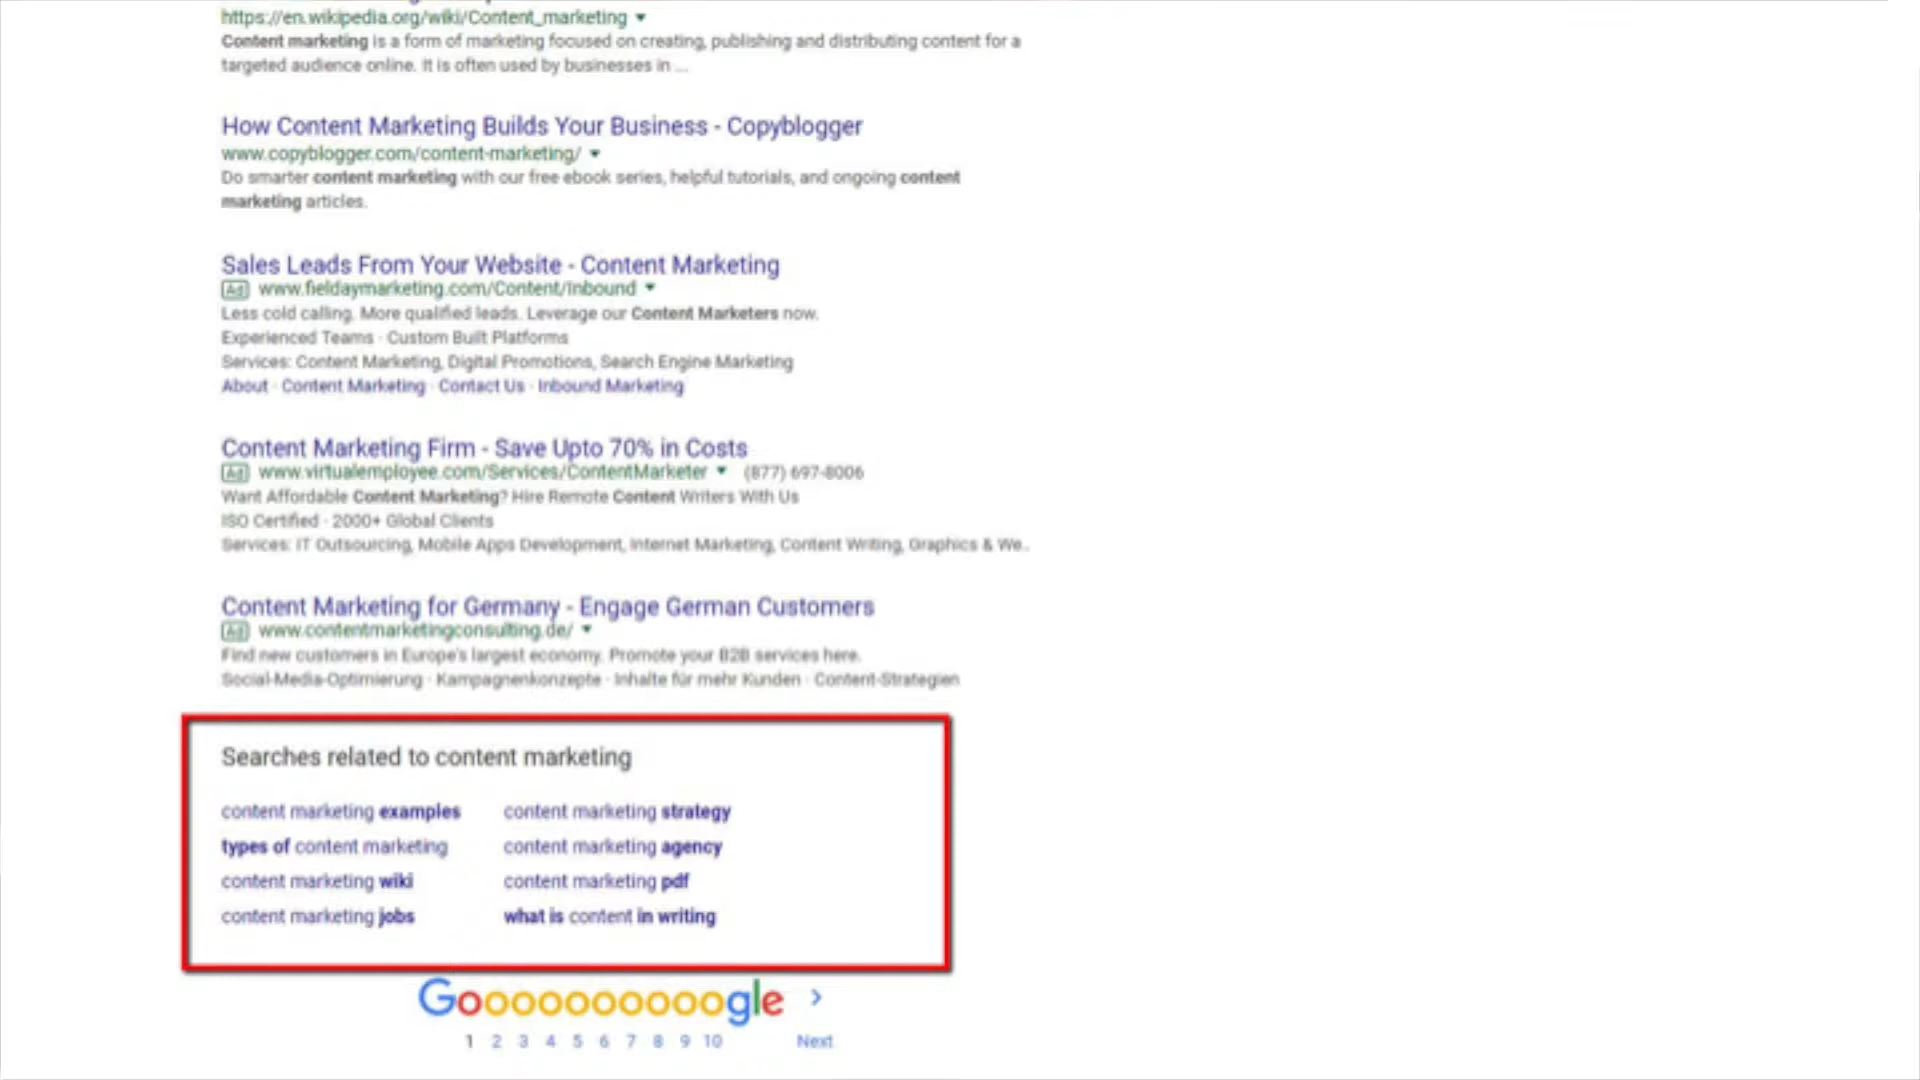 https://en.wikipedia.org/wiki/Content_marketing
Content marketing is a form of marketing focused on creating, publishing and distributing content for a
targeted audience online. It is often used by businesses in ...
How Content Marketing Builds Your Business - Copyblogger
www.copyblogger.com/content-marketing/
Do smarter content marketing with our free ebook series, helpful tutorials, and ongoing content
marketing articles.
Sales Leads From Your Website - Content Marketing
Ad www.fieldaymarketing.com/Content/Inbound
Less cold calling. More qualified leads. Leverage our Content Marketers now.
Experienced Teams · Custom Built Platforms
Services: Content Marketing, Digital Promotions, Search Engine Marketing
About · Content Marketing · Contact Us · Inbound Marketing
Content Marketing Firm - Save Upto 70% in Costs
Ad www.virtualemployee.com/Services/ContentMarketer (877) 697-8006
Want Affordable Content Marketing? Hire Remote Content Writers With Us
ISO Certified · 2000+ Global Clients
Services: IT Outsourcing, Mobile Apps Development, Internet Marketing, Content Writing, Graphics & We..
Content Marketing for Germany - Engage German Customers
Ad www.contentmarketingconsulting.de/
Find new customers in Europe's largest economy. Promote your B2B services here.
Social-Media-Optimierung · Kampagnenkonzepte · Inhalte für mehr Kunden · Content-Strategien
Searches related to content marketing
content marketing examples content marketing strategy
types of content marketing content marketing agency
content marketing wiki content marketing pdf
content marketing jobs what is content in writing
Goooooooooogle >
1 2 3 4 5 6 7 8 9 10 Next